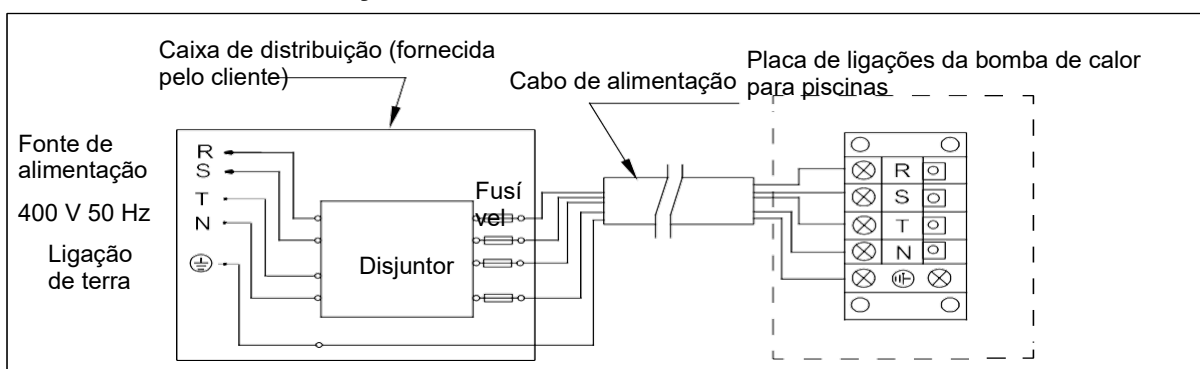 Caixa de distribuição (fornecida
pelo cliente)
Cabo de alimentação
Placa de ligações da bomba de calor
para piscinas
Fonte de
alimentação
400 V 50 Hz
Ligação
de terra
R
S
T
N
Disjuntor
Fusí
vel
R
S
T
N